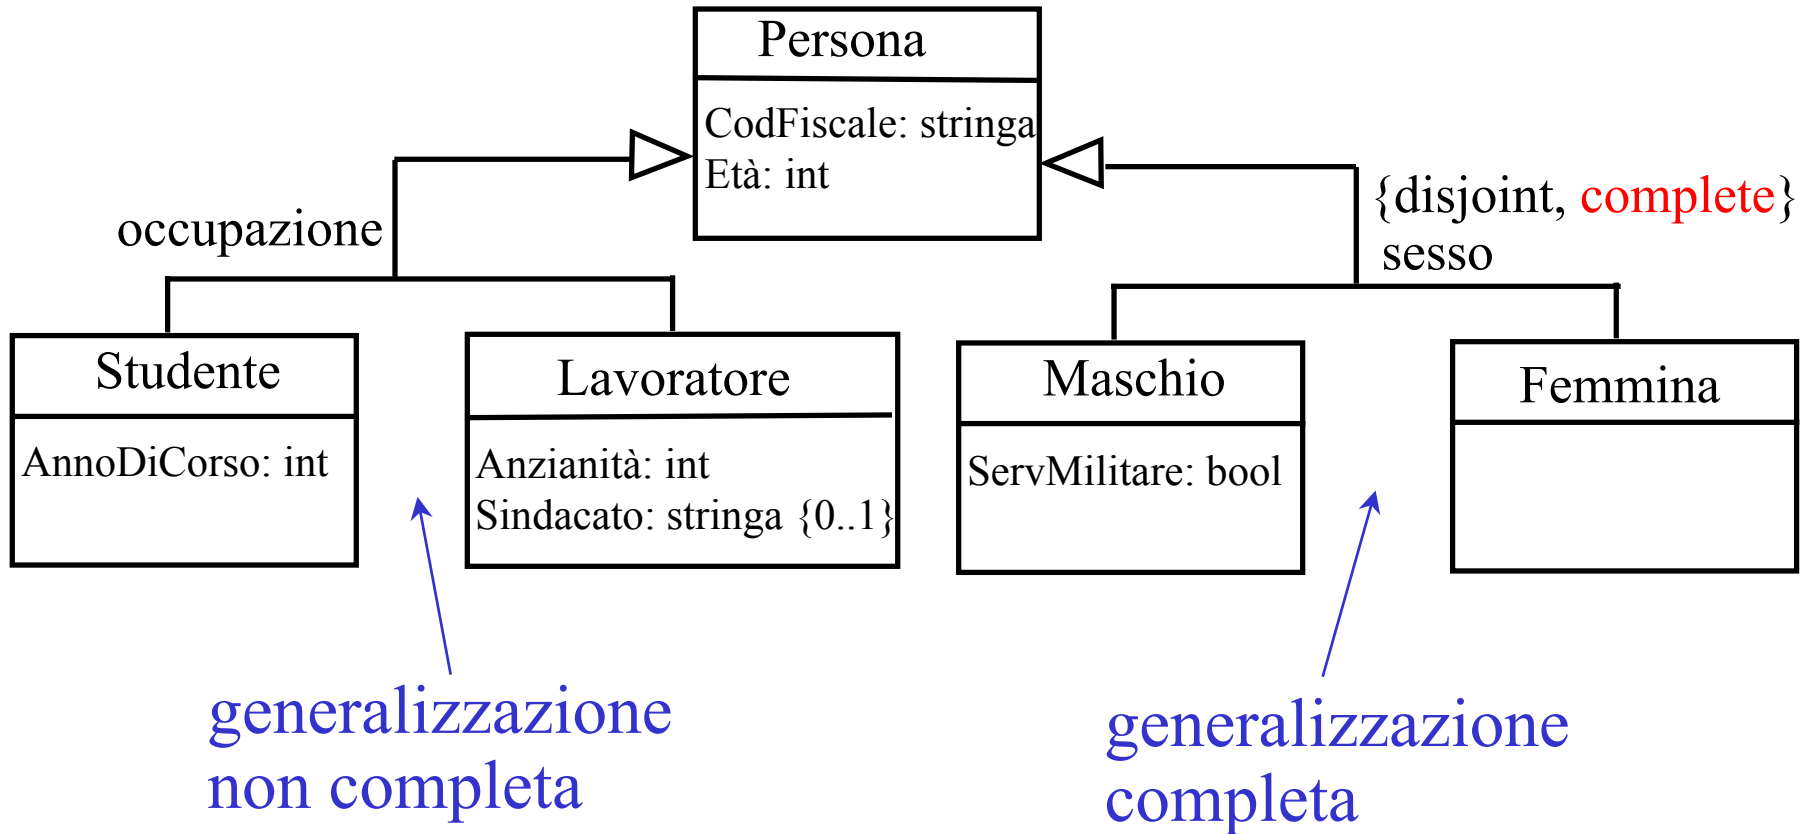 Persona
CodFiscale: stringa
Età: int
occupazione
{disjoint, complete}
sesso
Studente
AnnoDiCorso: int
Lavoratore
Anzianità: int
Sindacato: stringa {0..1}
Maschio
ServMilitare: bool
Femmina
generalizzazione
non completa
generalizzazione
completa